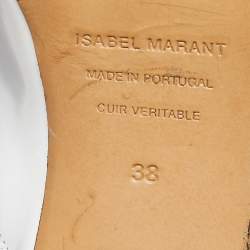 ISABEL MARANT
MADE IN PORTUGAL
CUIR VERITABLE
38